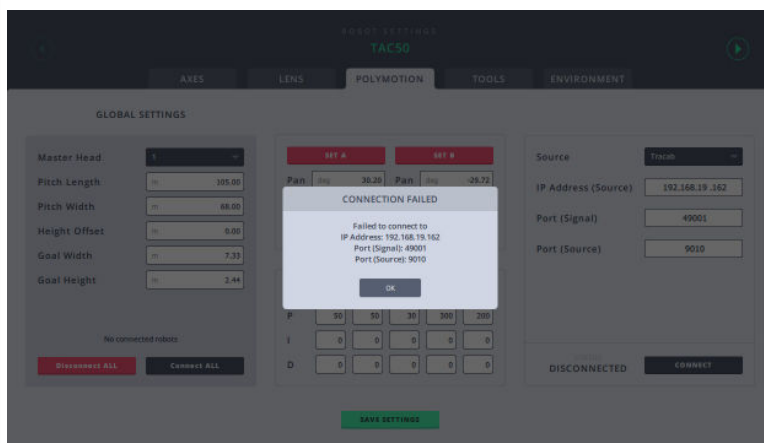 ROBOT SETTINGS
TAC50
AXES LENS POLYMOTION TOOLS ENVIRONMENT
GLOBAL SETTINGS
Master Head 1
Pitch Length m 105.00
Pitch Width m 68.00
Height Offset m 0.00
Goal Width m 7.33
Goal Height m 2.44
No connected robots
Disconnect ALL Connect ALL
SET A SET B
Pan deg 30.20 Pan deg -25.72
CONNECTION FAILED
Failed to connect to
IP Address: 192.168.19.162
Port (Signal): 49001
Port (Source): 9010
OK
P 50 50 30 300 200
I 0 0 0 0 0
D 0 0 0 0 0
Source Tracab
IP Address (Source) 192.168.19 .162
Port (Signal) 49001
Port (Source) 9010
DISCONNECTED CONNECT
SAVE SETTINGS